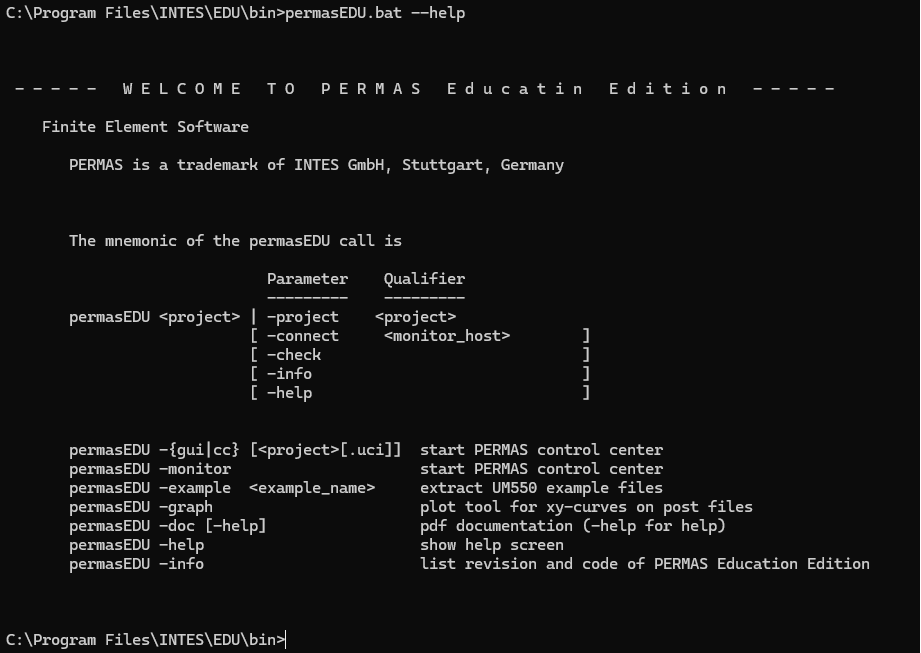 C:\Program Files\INTES\EDU\bin>permasEDU.bat --help
- - - - -   W E L C O M E   T O   P E R M A S   E d u c a t i n   E d i t i o n   - - - - -
Finite Element Software
PERMAS is a trademark of INTES GmbH, Stuttgart, Germany
The mnemonic of the permasEDU call is
Parameter    Qualifier
---------    ---------
permasEDU <project> | -project    <project>
[ -connect     <monitor_host>        ]
[ -check                             ]
[ -info                              ]
[ -help                              ]
permasEDU -{gui|cc} [<project>[.uci]]  start PERMAS control center
permasEDU -monitor                     start PERMAS control center
permasEDU -example  <example_name>     extract UM550 example files
permasEDU -graph                       plot tool for xy-curves on post files
permasEDU -doc [-help]                 pdf documentation (-help for help)
permasEDU -help                        show help screen
permasEDU -info                        list revision and code of PERMAS Education Edition
C:\Program Files\INTES\EDU\bin>